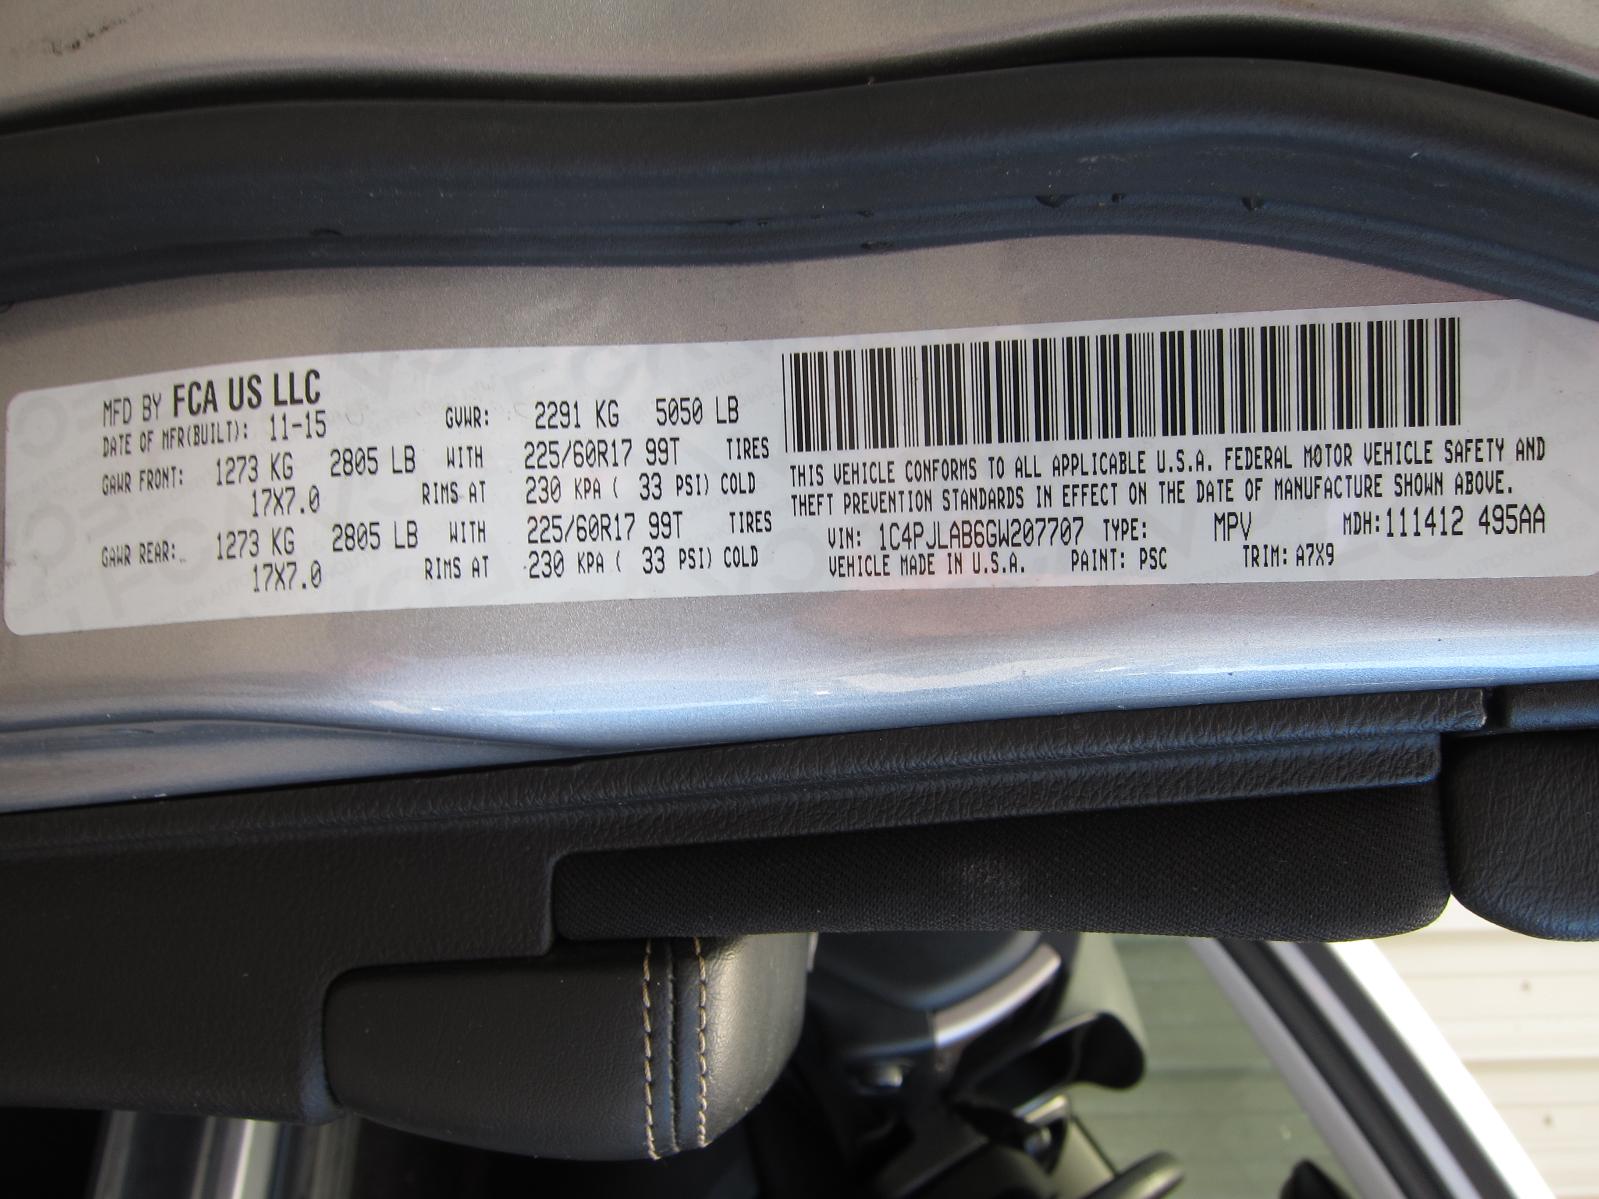 MFD BY FCA US LLC
DATE OF MFR(BUILT): 11-15 GVWR: 2291 KG 5050 LB
GAWR FRONT: 1273 KG 2805 LB WITH 225/60R17 99T TIRES
17X7.0 RIMS AT 230 KPA ( 33 PSI) COLD
GAWR REAR: 1273 KG 2805 LB WITH 225/60R17 99T TIRES
17X7.0 RIMS AT 230 KPA ( 33 PSI) COLD
THIS VEHICLE CONFORMS TO ALL APPLICABLE U.S.A. FEDERAL MOTOR VEHICLE SAFETY AND
THEFT PREVENTION STANDARDS IN EFFECT ON THE DATE OF MANUFACTURE SHOWN ABOVE.
VIN: 1C4PJLAB6GW207707 TYPE: MPV MDH:111412 495AA
VEHICLE MADE IN U.S.A. PAINT: PSC TRIM: A7X9